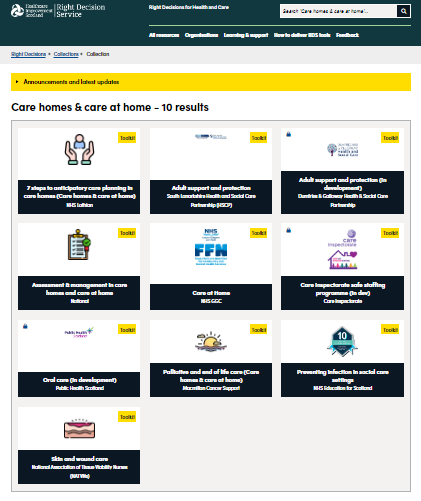 Healthcare
Improvement
Scotland
Right Decision
Service
Right Decisions for Health and Care
Search 'Care homes & care at home'...
All resources Organisations Learning & support How to deliver RDS tools Feedback
Right Decisions Collections Collection
Announcements and latest updates
Care homes & care at home - 10 results
Toolkit
7 steps to anticipatory care planning in
care homes (Care homes & care at home)
NHS Lothian
Toolkit
Adult support and protection
South Lanarkshire Health and Social Care
Partnership (HSCP)
Toolkit
Health and
Social Care
Adult support and protection (In
development)
Dumfries & Galloway Health & Social Care
Partnership
Toolkit
Assessment & management in care
homes and care at home
National
Toolkit
NHS
FFN
Care at Home
NHS GGC
Toolkit
care
inspectorate
Care Inspectorate safe staffing
programme (In dev)
Care Inspectorate
Toolkit
Public Health
Scotland
Oral care (In development)
Public Health Scotland
Toolkit
Palliative and end of life care (Care
homes & care at home)
Macmillan Cancer Support
Toolkit
10
Preventing infection in social care
settings
NHS Education for Scotland
Toolkit
Skin and wound care
National Association of Tissue Viability Nurses
(NATVNs)